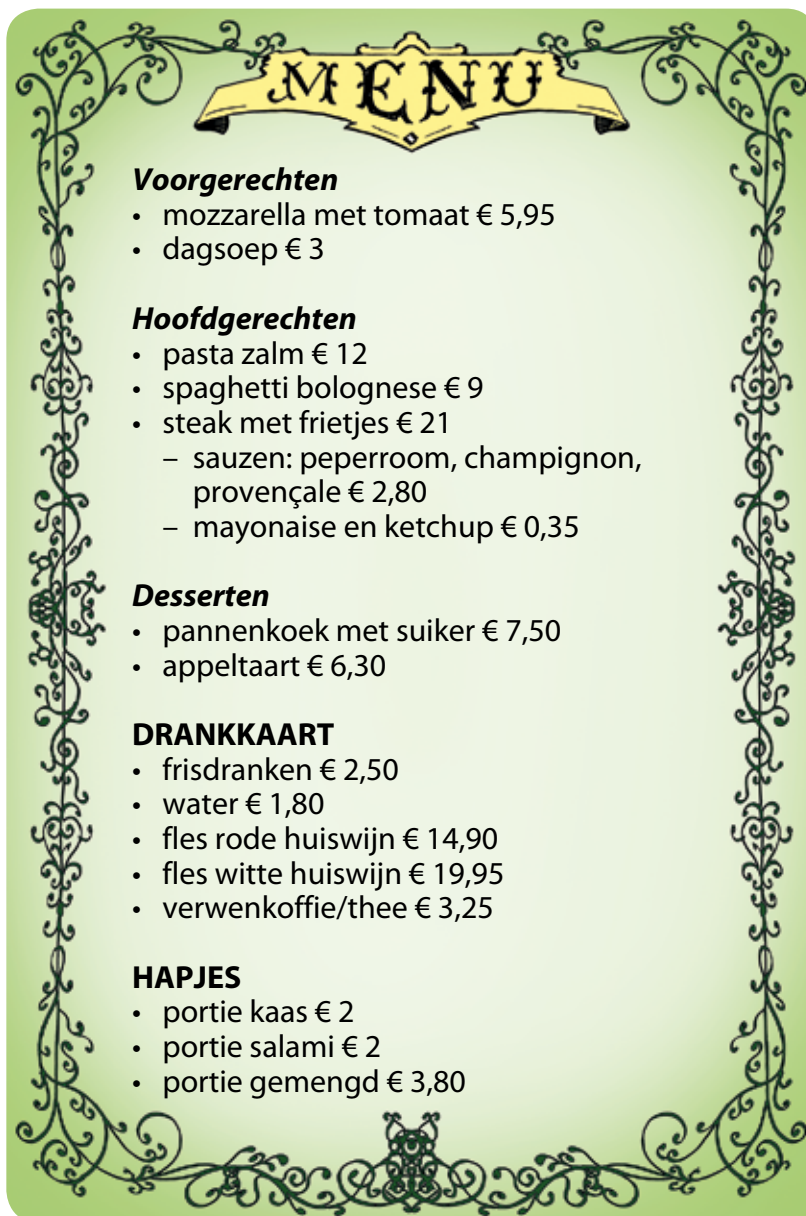 MENU
Voorgerechten
• mozzarella met tomaat € 5,95
• dagsoep € 3
Hoofdgerechten
• pasta zalm € 12
• spaghetti bolognese € 9
• steak met frietjes € 21
– sauzen: peperroom, champignon,
provençale € 2,80
– mayonaise en ketchup € 0,35
Desserten
• pannenkoek met suiker € 7,50
• appeltaart € 6,30
DRANKKAART
• frisdranken € 2,50
• water € 1,80
• fles rode huiswijn € 14,90
• fles witte huiswijn € 19,95
• verwenkoffie/thee € 3,25
HAPJES
• portie kaas € 2
• portie salami € 2
• portie gemengd € 3,80